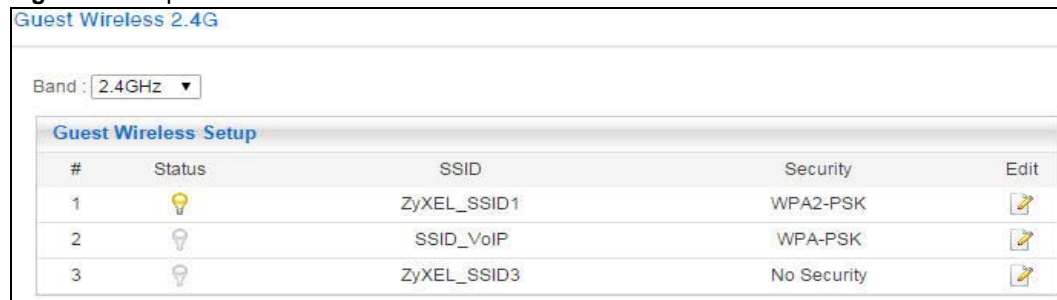 Guest Wireless 2.4G
Band : 2.4GHz
Guest Wireless Setup
# Status SSID Security Edit
1 ZyXEL_SSID1 WPA2-PSK
2 SSID_VoIP WPA-PSK
3 ZyXEL_SSID3 No Security